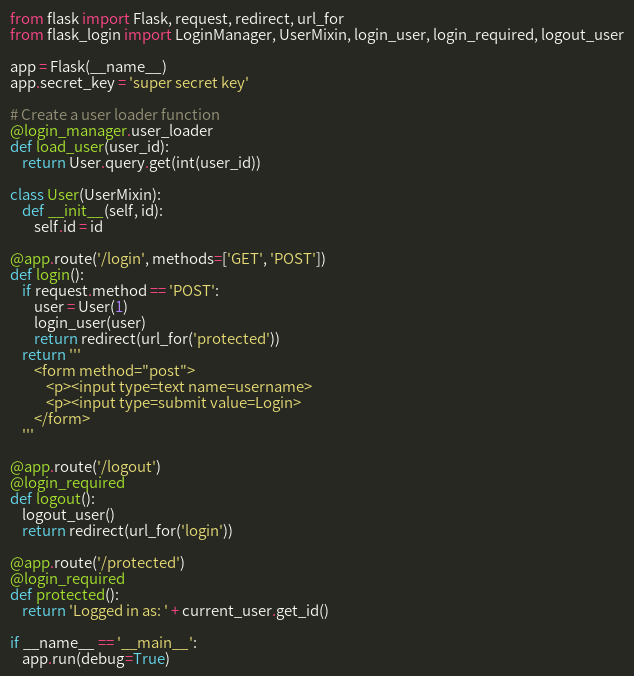 from flask import Flask, request, redirect, url_for
from flask_login import LoginManager, UserMixin, login_user, login_required, logout_user

app = Flask(__name__)
app.secret_key = 'super secret key'

# Create a user loader function
@login_manager.user_loader
def load_user(user_id):
    return User.query.get(int(user_id))

class User(UserMixin):
    def __init__(self, id):
        self.id = id

@app.route('/login', methods=['GET', 'POST'])
def login():
    if request.method == 'POST':
        user = User(1)
        login_user(user)
        return redirect(url_for('protected'))
    return '''
        <form method="post">
            <p><input type=text name=username>
            <p><input type=submit value=Login>
        </form>
    '''

@app.route('/logout')
@login_required
def logout():
    logout_user()
    return redirect(url_for('login'))

@app.route('/protected')
@login_required
def protected():
    return 'Logged in as: ' + current_user.get_id()

if __name__ == '__main__':
    app.run(debug=True)